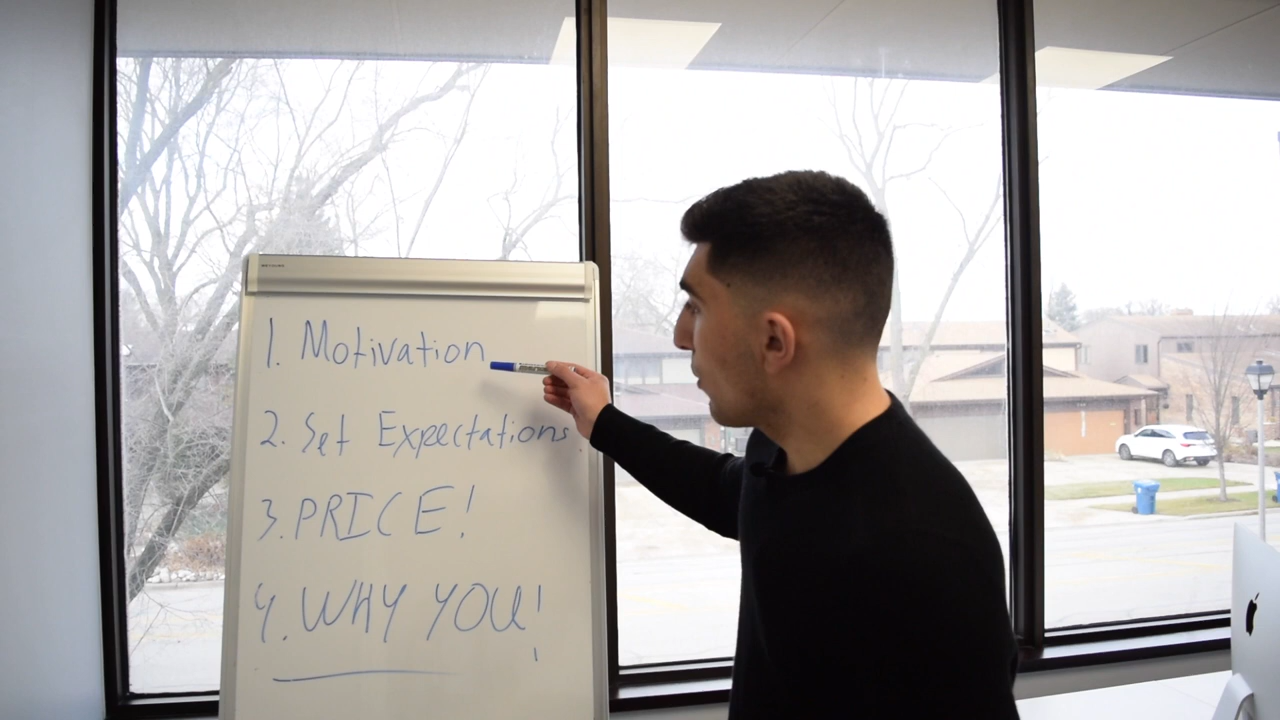 1. Motivation
2. Set Expectations
3. PRICE!
4. WHY YOU!